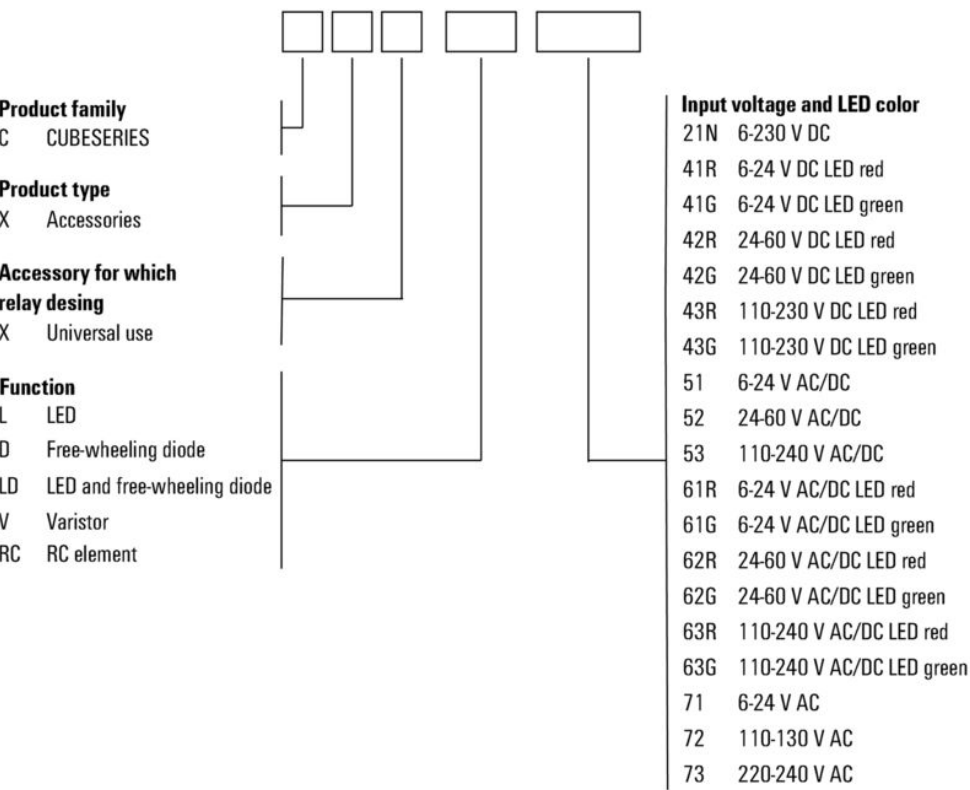 Product family
C CUBESERIES
Product type
X Accessories
Accessory for which
relay desing
X Universal use
Function
L LED
D Free-wheeling diode
LD LED and free-wheeling diode
V Varistor
RC RC element
Input voltage and LED color
21N 6-230 V DC
41R 6-24 V DC LED red
41G 6-24 V DC LED green
42R 24-60 V DC LED red
42G 24-60 V DC LED green
43R 110-230 V DC LED red
43G 110-230 V DC LED green
51 6-24 V AC/DC
52 24-60 V AC/DC
53 110-240 V AC/DC
61R 6-24 V AC/DC LED red
61G 6-24 V AC/DC LED green
62R 24-60 V AC/DC LED red
62G 24-60 V AC/DC LED green
63R 110-240 V AC/DC LED red
63G 110-240 V AC/DC LED green
71 6-24 V AC
72 110-130 V AC
73 220-240 V AC